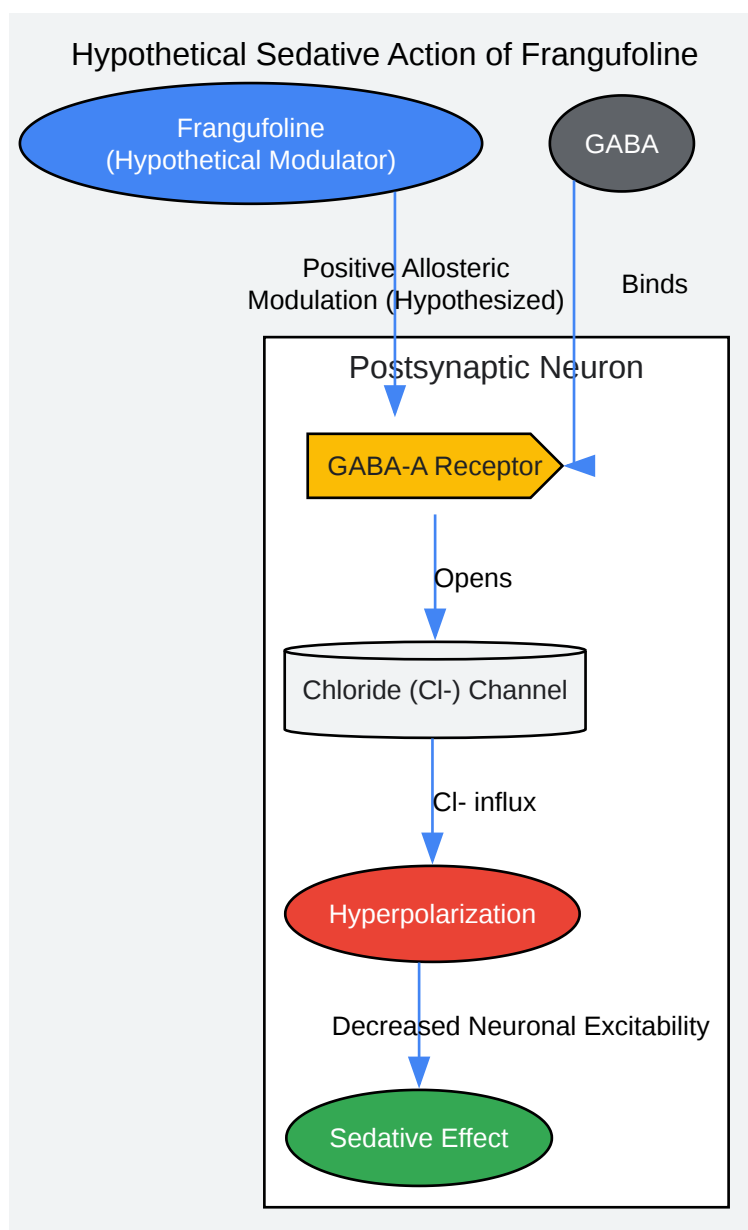 Hypothetical Sedative Action of Frangufoline
Frangufoline
(Hypothetical Modulator)
GABA
Positive Allosteric
Modulation (Hypothesized)
Binds
Postsynaptic Neuron
GABA-A Receptor
Opens
Chloride (Cl-) Channel
Cl- influx
Hyperpolarization
Decreased Neuronal Excitability
Sedative Effect